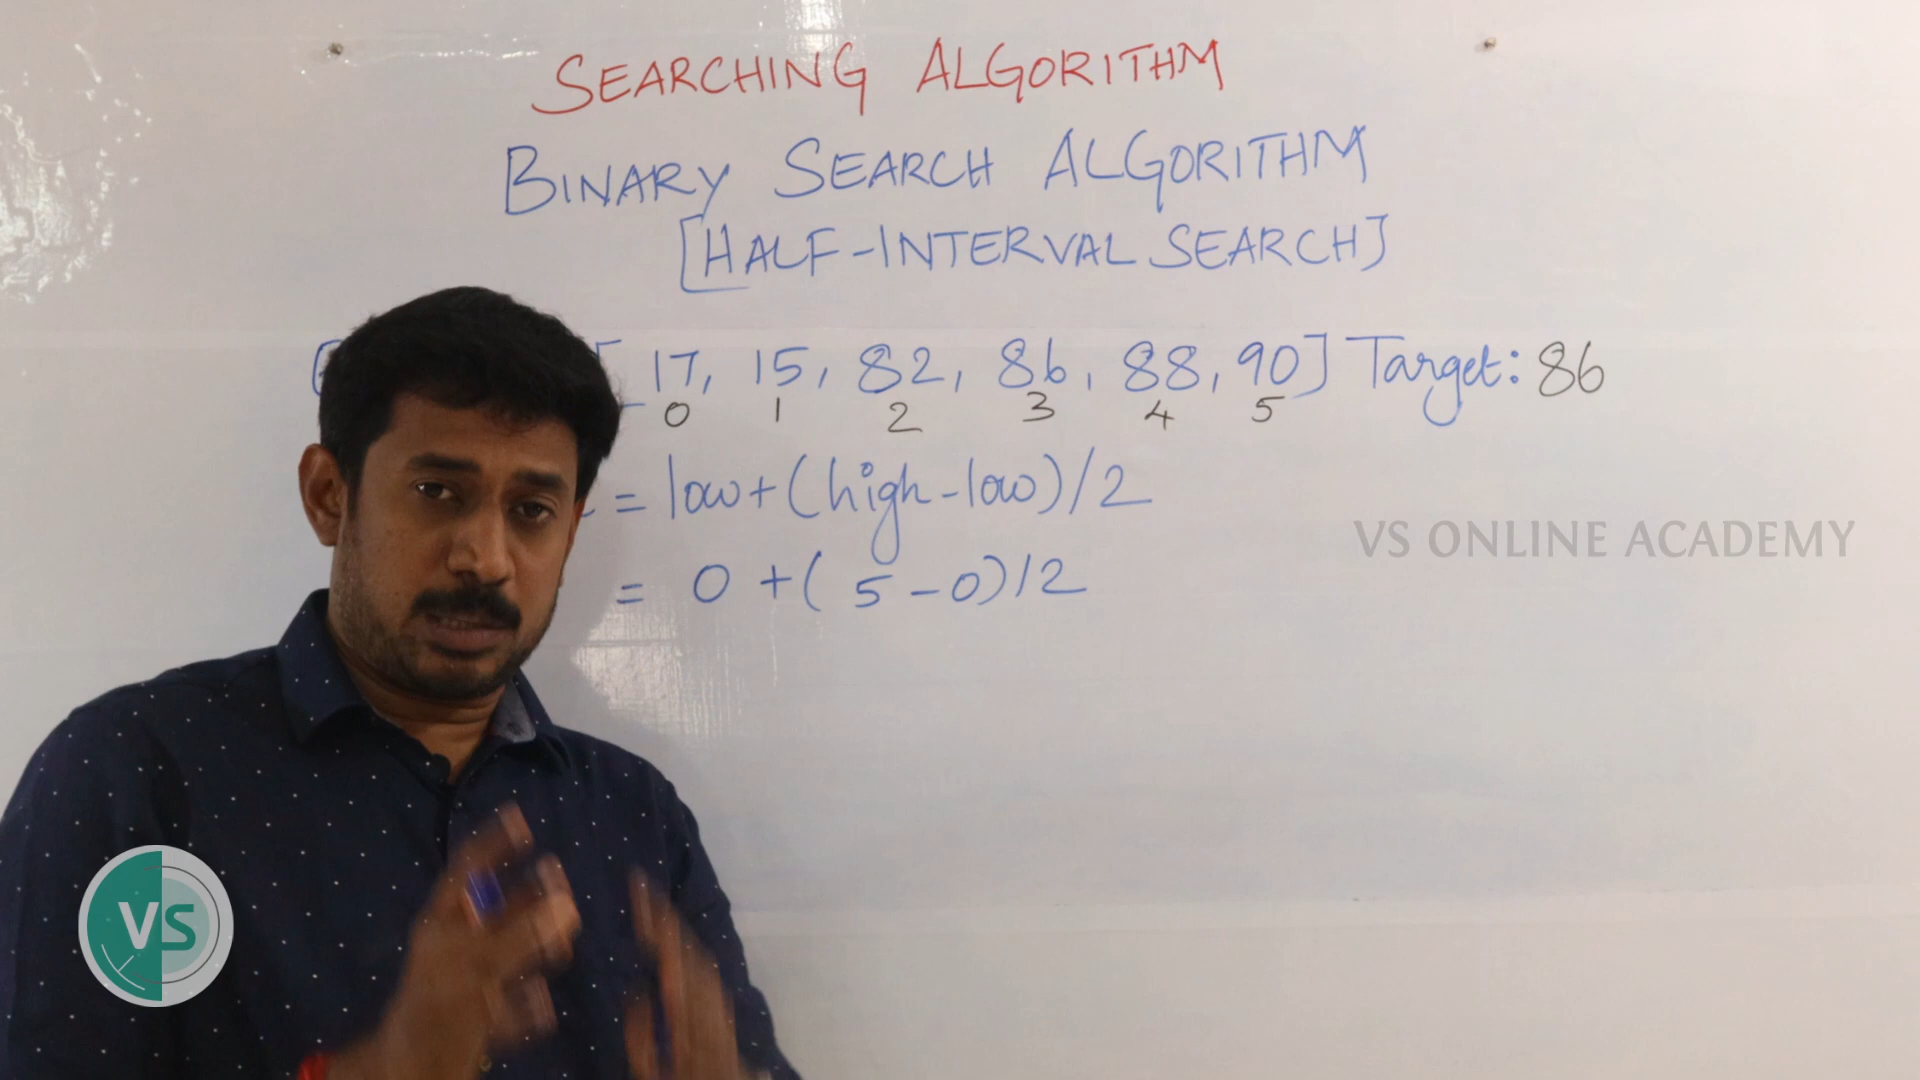 SEARCHING ALGORITHM
BINARY SEARCH ALGORITHM
[HALF-INTERVAL SEARCH]
[17, 15, 82, 86, 88, 90] Target: 86
0 1 2 3 4 5
= low + (high - low) / 2
= 0 + ( 5 - 0) / 2
VS ONLINE ACADEMY
VS